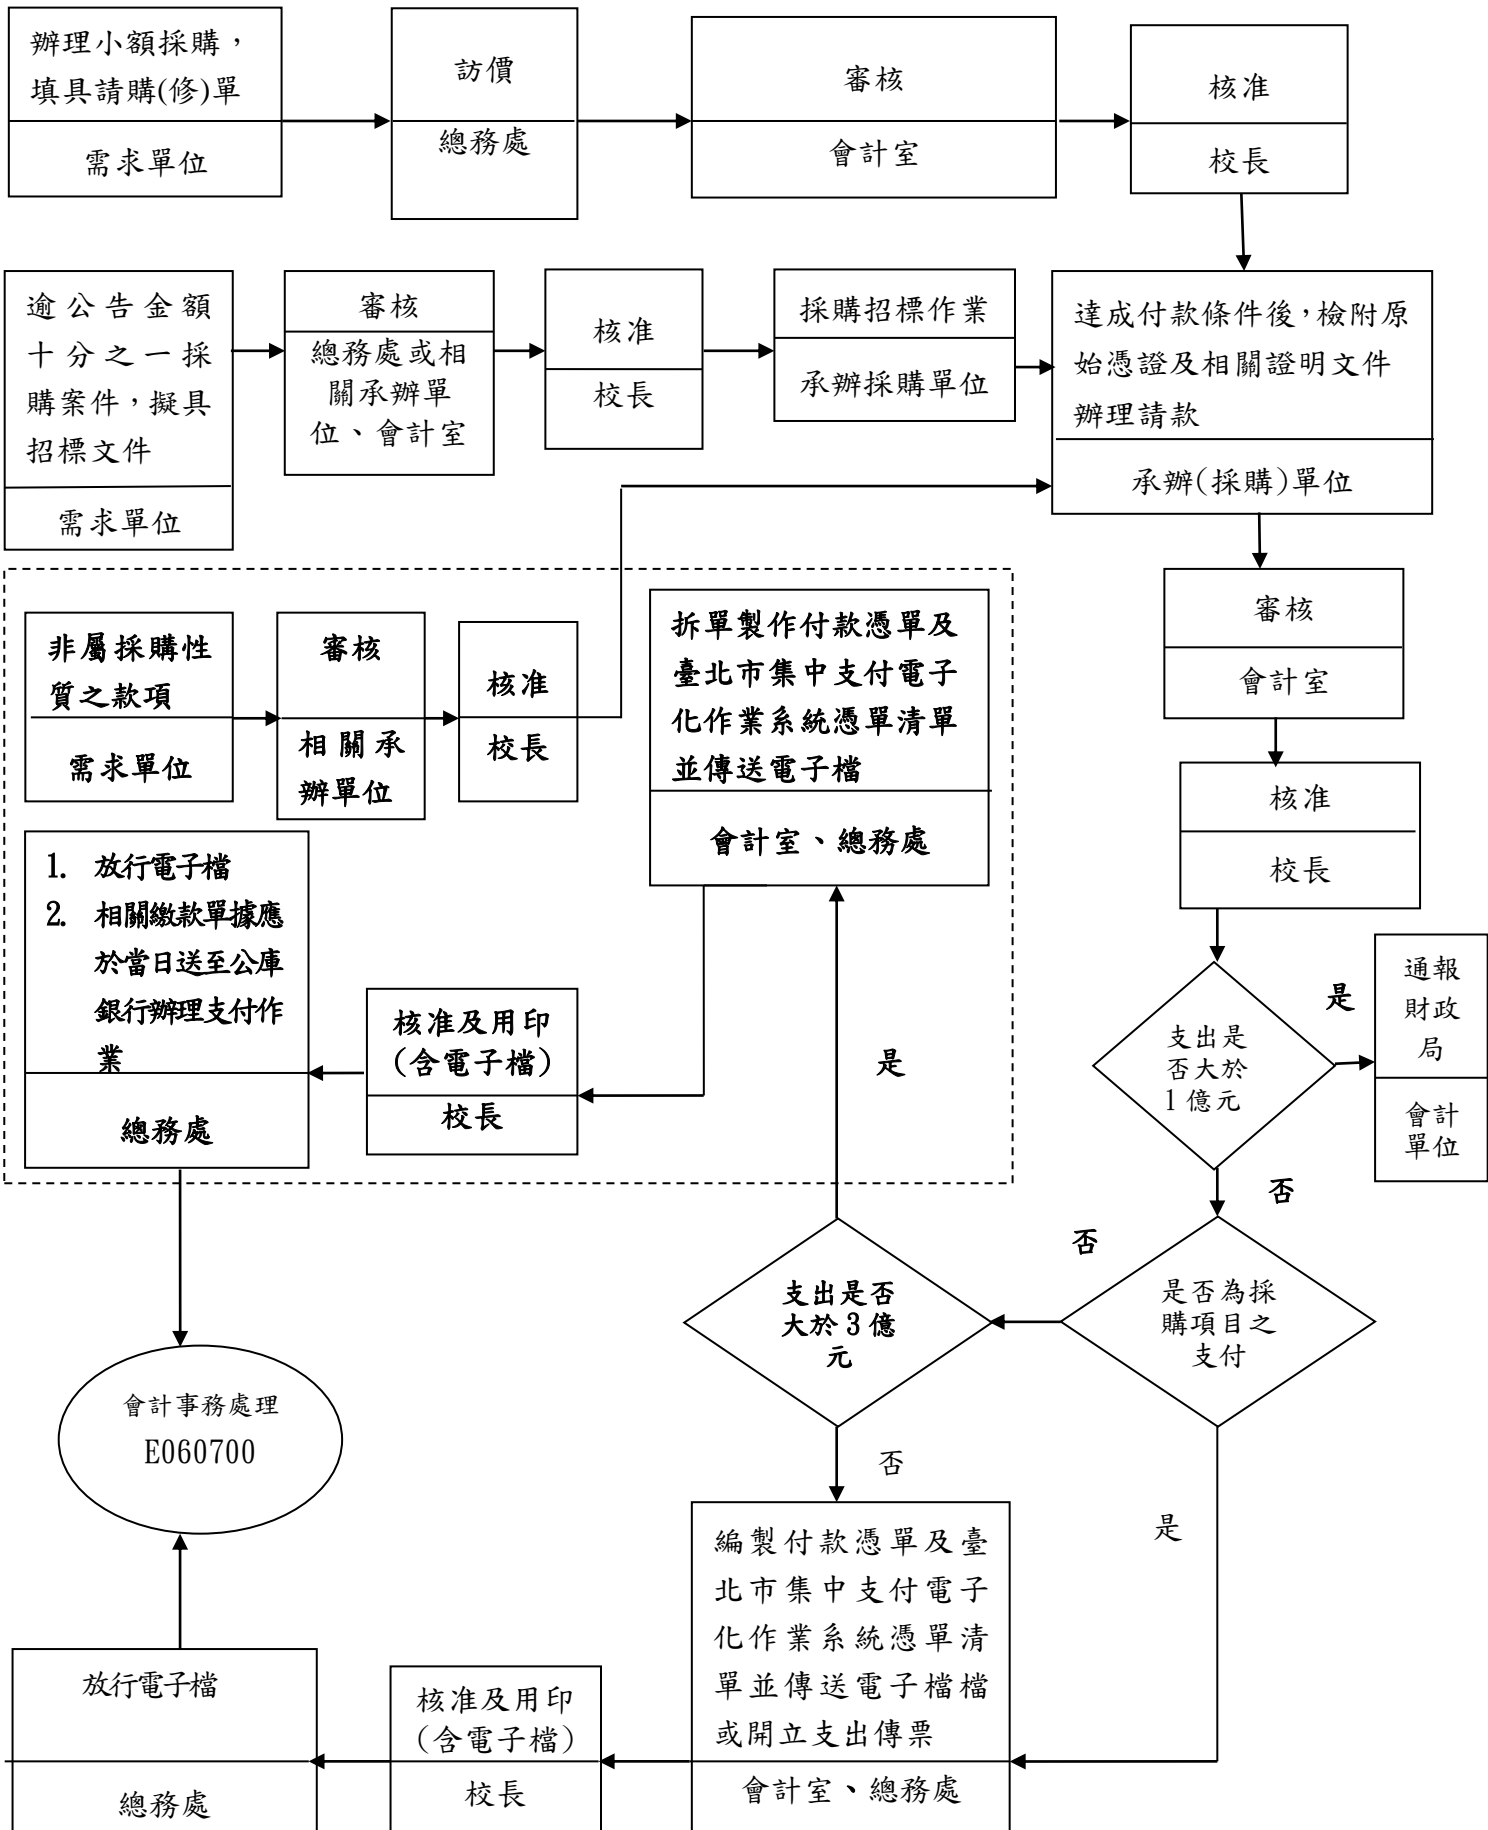 辦理小額採購，
填具請購(修)單
需求單位
訪價
總務處
審核
會計室
核准
校長
逾公告金額
十分之一採
購案件，擬具
招標文件
需求單位
審核
總務處或相
關承辦單
位、會計室
核准
校長
採購招標作業
承辦採購單位
達成付款條件後，檢附原
始憑證及相關證明文件
辦理請款
承辦(採購)單位
非屬採購性
質之款項
需求單位
審核
相關承
辦單位
核准
校長
拆單製作付款憑單及
臺北市集中支付電子
化作業系統憑單清單
並傳送電子檔
會計室、總務處
審核
會計室
核准
校長
1. 放行電子檔
2. 相關繳款單據應
於當日送至公庫
銀行辦理支付作
業
總務處
核准及用印
(含電子檔)
校長
是
支出是
否大於
1億元
是
通報
財政
局
會計
單位
否
否
支出是否
大於3億
元
是否為採
購項目之
支付
會計事務處理
E060700
否
是
編製付款憑單及臺
北市集中支付電子
化作業系統憑單清
單並傳送電子檔檔
或開立支出傳票
會計室、總務處
核准及用印
(含電子檔)
校長
放行電子檔
總務處